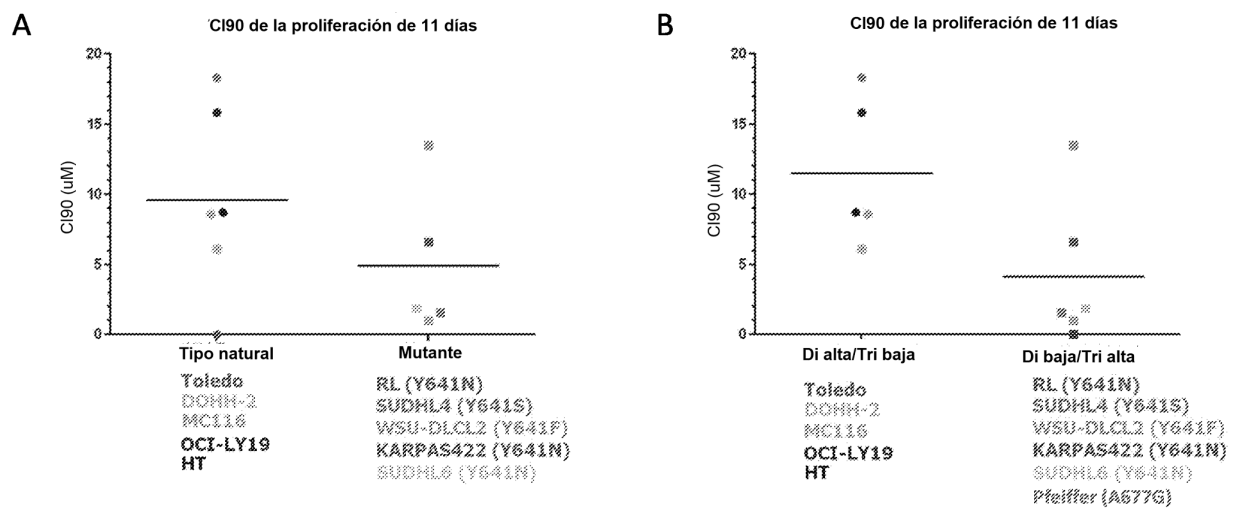 A
CI90 de la proliferación de 11 días
CI90 (uM)
20
15
10
5
0
Tipo natural
Mutante
Toledo
DOHH-2
MC116
OCI-LY19
HT
RL (Y641N)
SUDHL4 (Y641S)
WSU-DLCL2 (Y641F)
KARPAS422 (Y641N)
SUDHL6 (Y641N)
B
CI90 de la proliferación de 11 días
CI90 (uM)
20
15
10
5
0
Di alta/Tri baja
Di baja/Tri alta
Toledo
DOHH-2
MC116
OCI-LY19
HT
RL (Y641N)
SUDHL4 (Y641S)
WSU-DLCL2 (Y641F)
KARPAS422 (Y641N)
SUDHL6 (Y641N)
Pfeiffer (A677G)